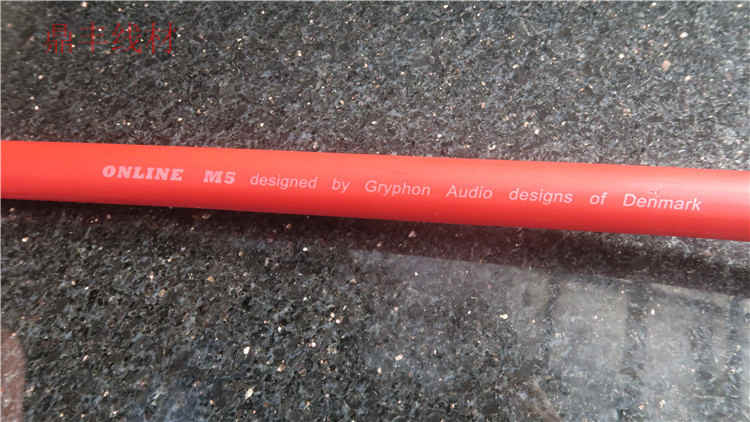 鼎丰线材
ONLINE M5 designed by Gryphon Audio designs of Denmark